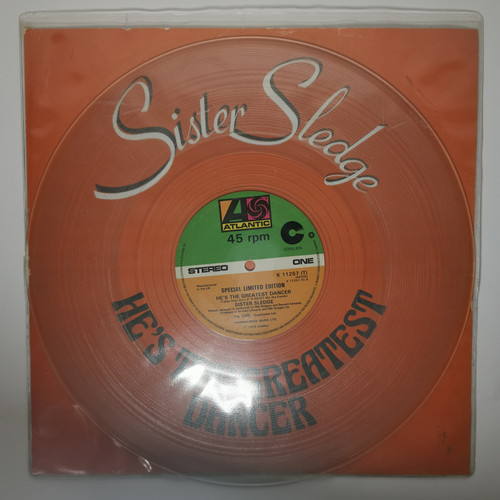 Sister Sledge
ATLANTIC
45 rpm
STEREO
ONE
K 11257 (T)
SPECIAL LIMITED EDITION
HE'S THE GREATEST DANCER
SISTER SLEDGE
HE'S THE GREATEST
DANCER